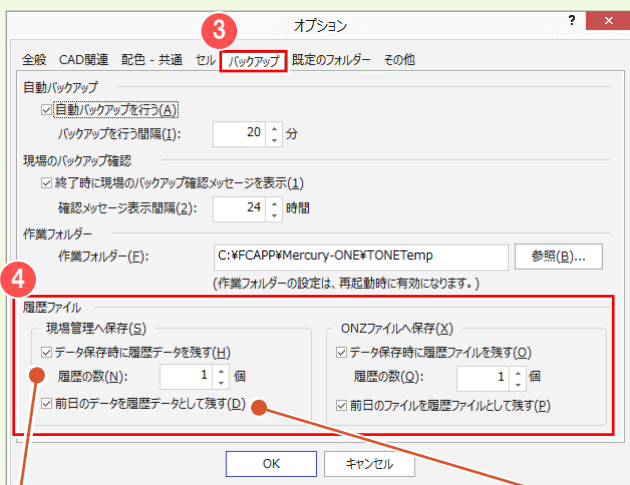 オプション ? ×
3
全般 CAD関連 配色 - 共通 セル バックアップ 既定のフォルダー その他
自動バックアップ
自動バックアップを行う(A)
バックアップを行う間隔(I): 20 分
現場のバックアップ確認
終了時に現場のバックアップ確認メッセージを表示(1)
確認メッセージ表示間隔(2): 24 時間
作業フォルダー
作業フォルダー(F): C:¥FCAPP¥Mercury-ONE¥TONETemp 参照(B)...
(作業フォルダーの設定は、再起動時に有効になります。)
4
履歴ファイル
現場管理へ保存(S) ONZファイルへ保存(X)
データ保存時に履歴データを残す(H) データ保存時に履歴ファイルを残す(O)
履歴の数(N): 1 個 履歴の数(Q): 1 個
前日のデータを履歴データとして残す(D) 前日のファイルを履歴ファイルとして残す(P)
OK キャンセル